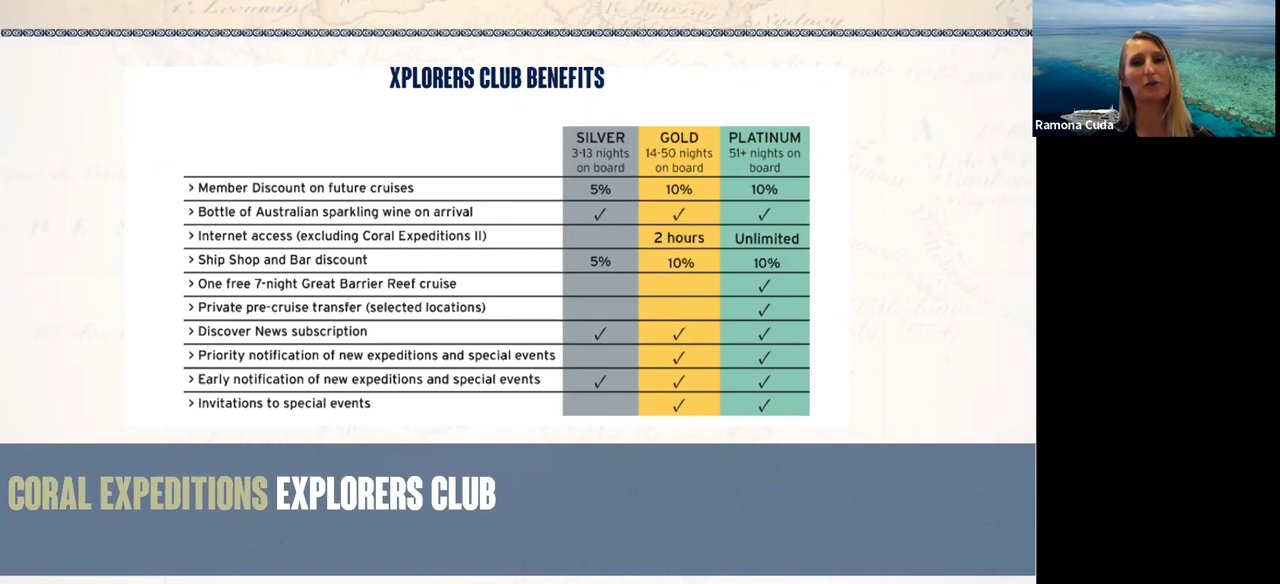 XPLORERS CLUB BENEFITS
SILVER GOLD PLATINUM
3-13 nights 14-50 nights 51+ nights on
on board on board board
> Member Discount on future cruises 5% 10% 10%
> Bottle of Australian sparkling wine on arrival ✓ ✓ ✓
> Internet access (excluding Coral Expeditions II) 2 hours Unlimited
> Ship Shop and Bar discount 5% 10% 10%
> One free 7-night Great Barrier Reef cruise ✓
> Private pre-cruise transfer (selected locations) ✓
> Discover News subscription ✓ ✓ ✓
> Priority notification of new expeditions and special events ✓ ✓
> Early notification of new expeditions and special events ✓ ✓ ✓
> Invitations to special events ✓ ✓
CORAL EXPEDITIONS EXPLORERS CLUB
Ramona Cuda
Sydney